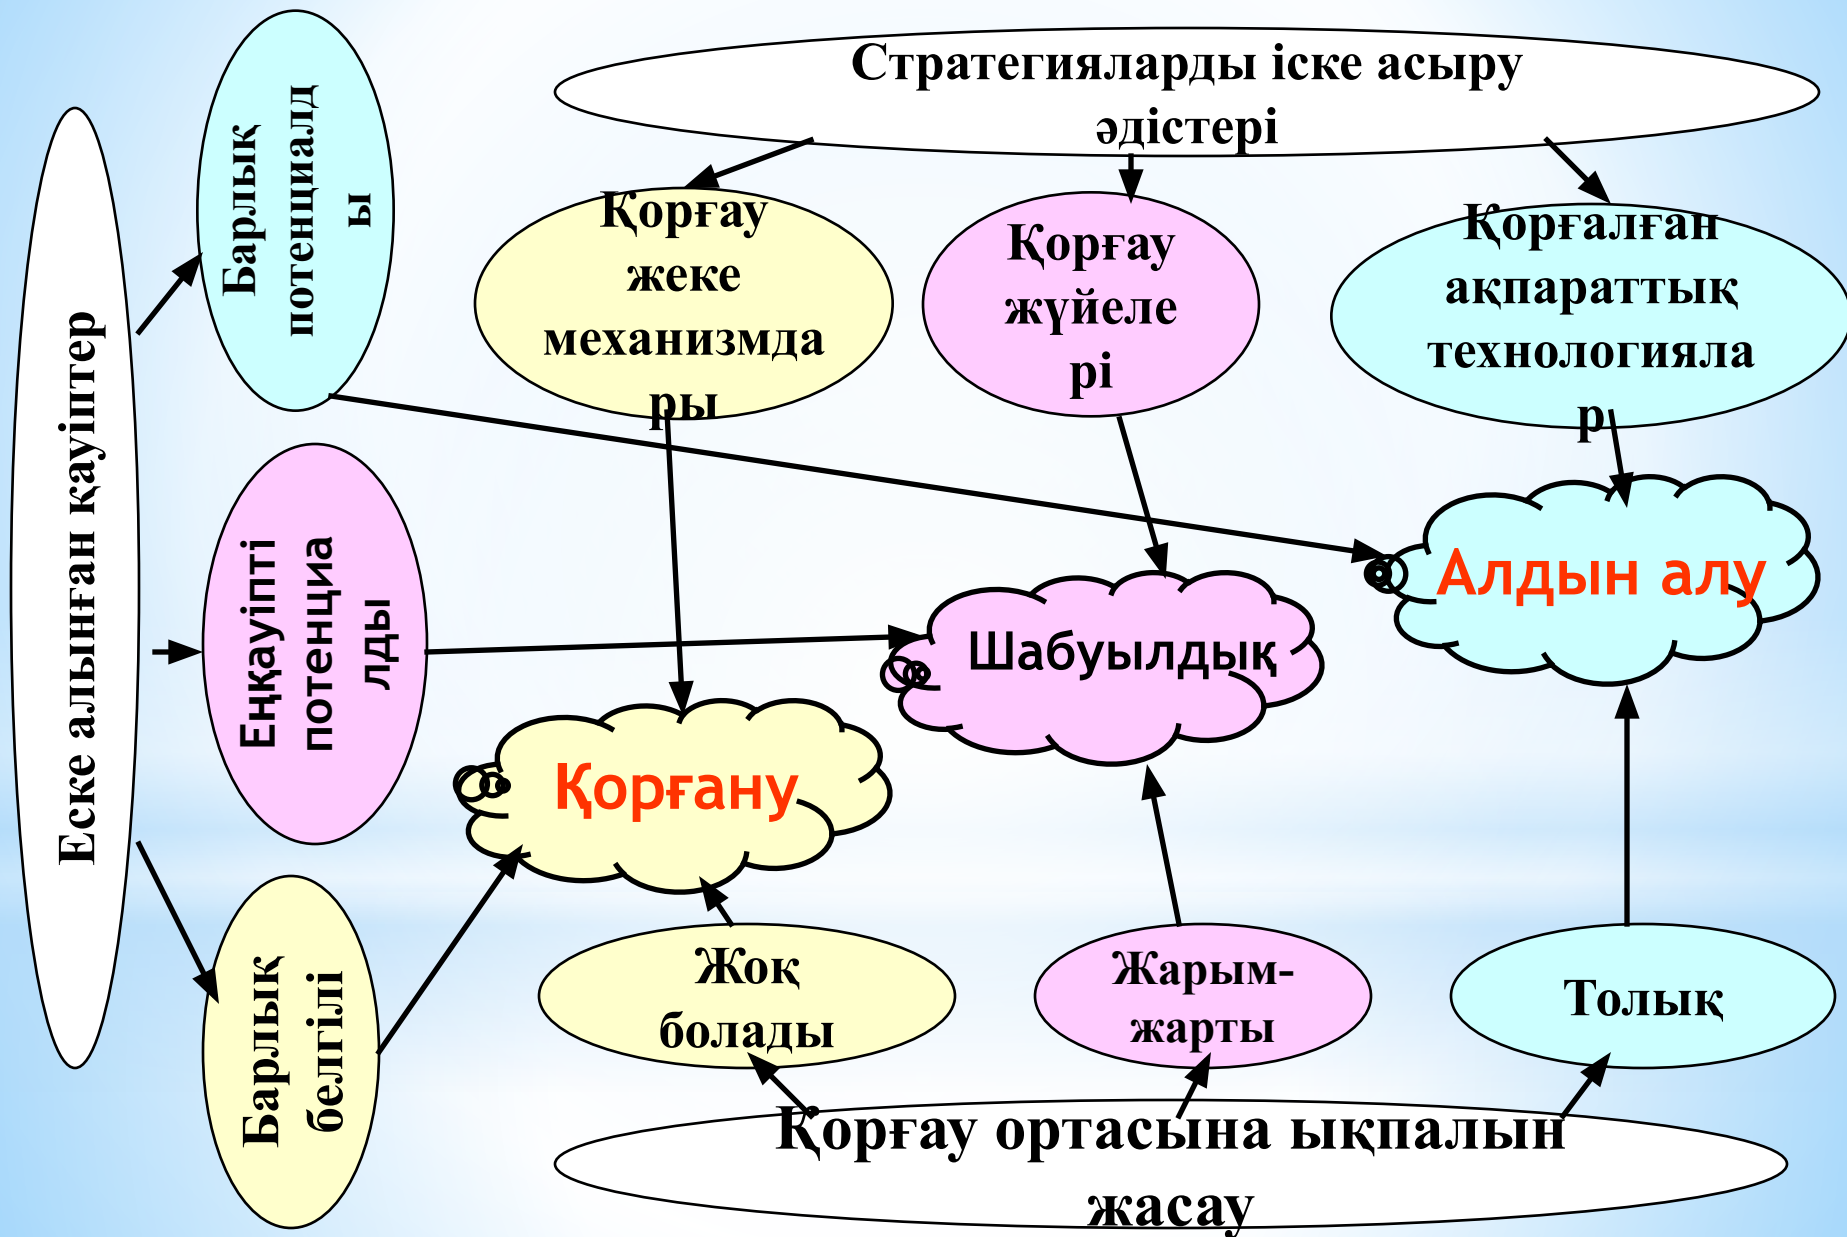 Стратегияларды іске асыру
әдістері
Барлық
потенциалд
ы
Қорғау
жеке
механизмда
ры
Қорғау
жүйеле
рі
Қорғалған
ақпараттық
технологияла
р
Еске алынған қауіптер
Еңқауіпті
потенциа
лды
Алдын алу
Шабуылдық
Қорғану
Барлық
белгілі
Жоқ
болады
Жарым-
жарты
Толық
Қорғау ортасына ықпалын
жасау